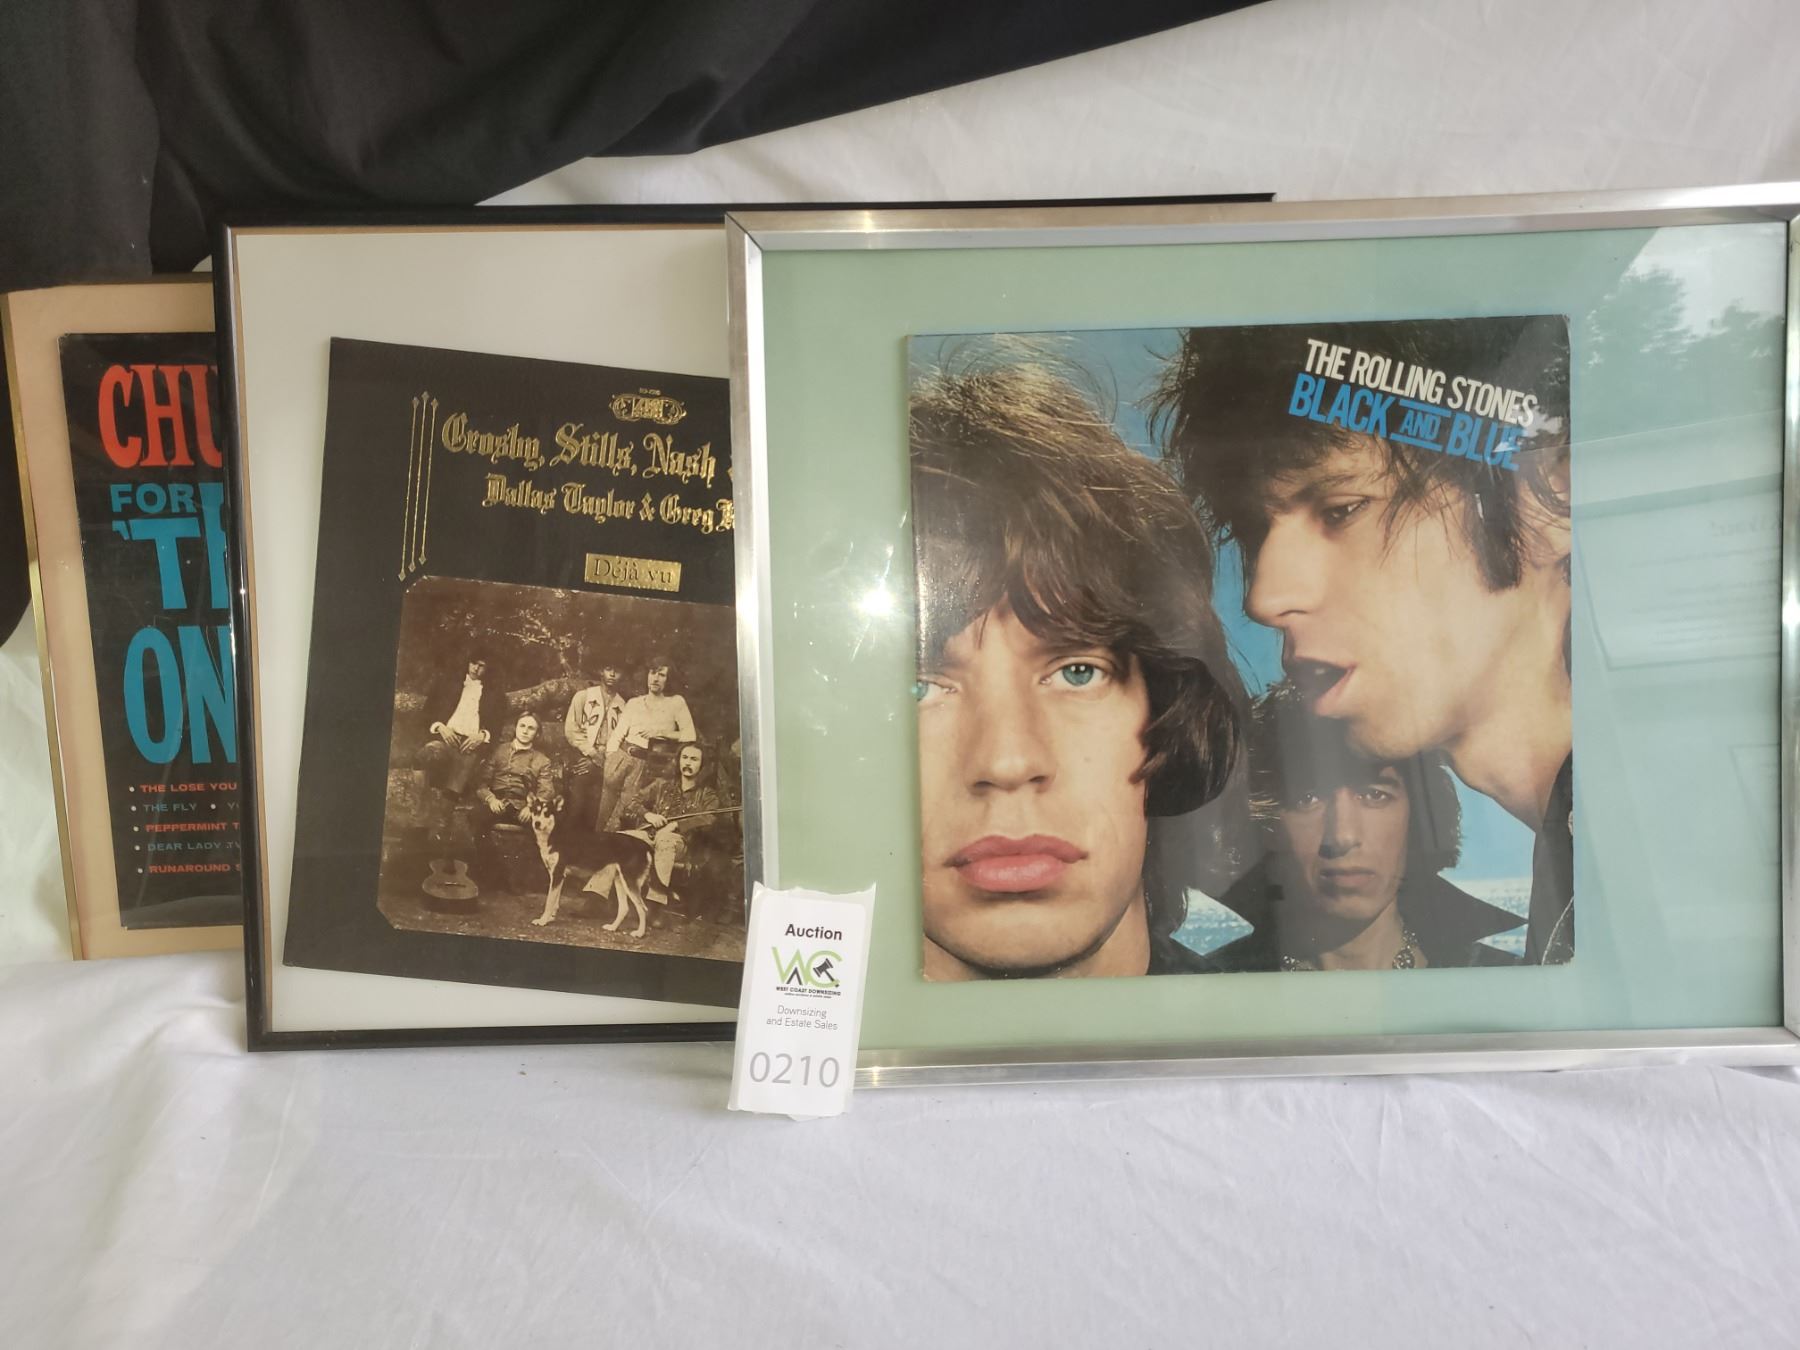 CHU
FOR
'T
ON
• THE LOSE YOU
• THE FLY • Y
• PEPPERMINT T
• DEAR LADY TW
• RUNAROUND S
Crosby, Stills, Nash
Dallas Taylor & Greg R
Déjà vu
THE ROLLING STONES
BLACK AND BLUE
Auction
WEST COAST DOWNSIZING
Downsizing
and Estate Sales
0210